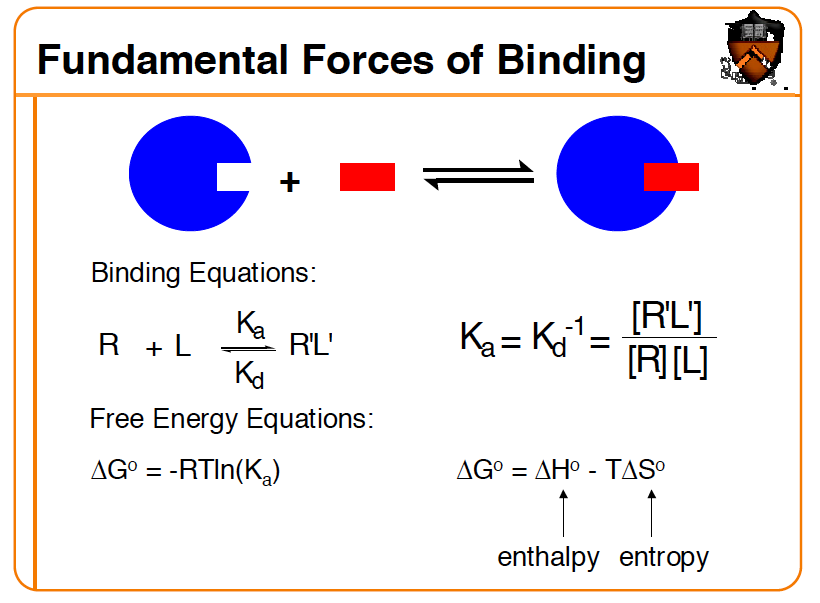 Fundamental Forces of Binding
+
Binding Equations:
R + L Ka Kd R'L'
Ka = Kd-1 = [R'L'] / [R][L]
Free Energy Equations:
ΔGº = -RTln(Ka)
ΔGº = ΔHº - TΔSº
enthalpy entropy